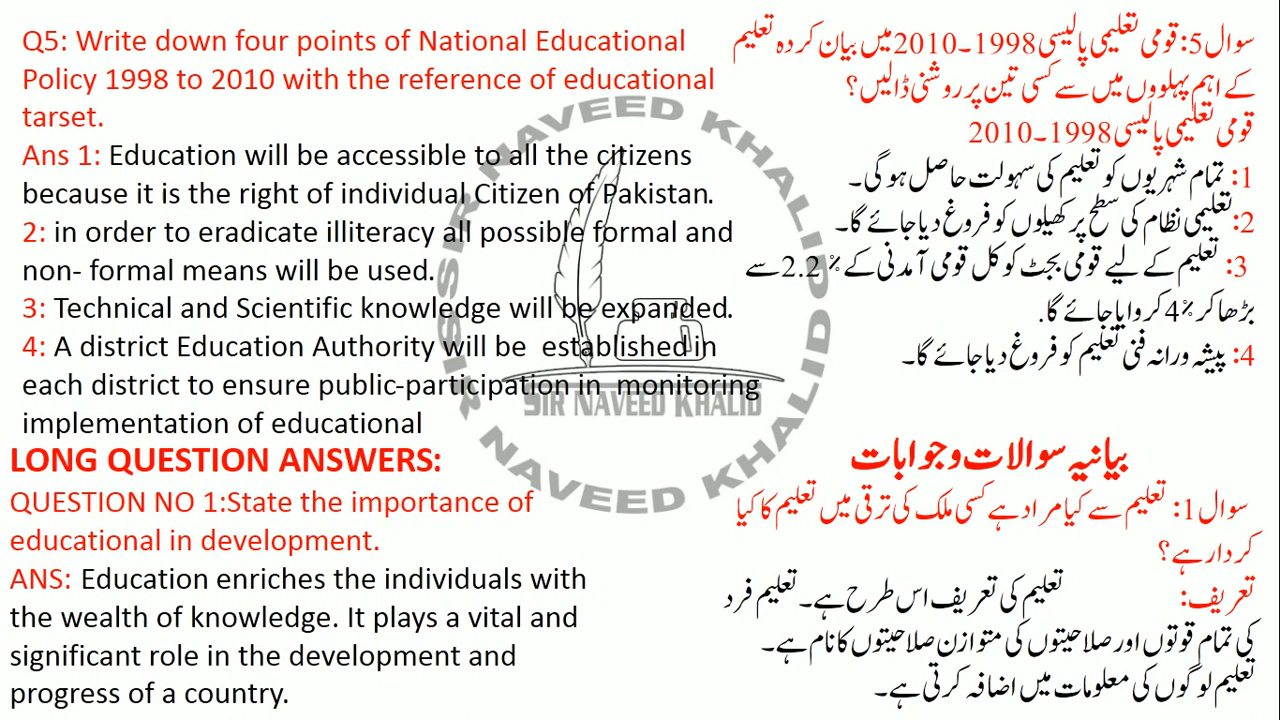 Q5: Write down four points of National Educational
Policy 1998 to 2010 with the reference of educational
tarset.
Ans 1: Education will be accessible to all the citizens
because it is the right of individual Citizen of Pakistan.
2: in order to eradicate illiteracy all possible formal and
non- formal means will be used.
3: Technical and Scientific knowledge will be expanded.
4: A district Education Authority will be established in
each district to ensure public-participation in monitoring
implementation of educational
LONG QUESTION ANSWERS:
QUESTION NO 1:State the importance of
educational in development.
ANS: Education enriches the individuals with
the wealth of knowledge. It plays a vital and
significant role in the development and
progress of a country.
سوال 5: قومی تعلیمی پالیسی 1998۔2010 میں بیان کردہ تعلیم
کے اہم پہلووں میں سے کسی تین پر روشنی ڈالیں؟
قومی تعلیمی پالیسی 1998۔2010
1: تمام شہریوں کو تعلیم کی سہولت حاصل ہو گی۔
2: تعلیمی نظام کی سطح پر کھیلوں کو فروغ دیا جائے گا۔
3: تعلیم کے لیے قومی بجٹ کو کل قومی آمدنی کے 2.2% سے
بڑھا کر 4% کروایا جائے گا.
4: پیشہ ورانہ فنی تعلیم کو فروغ دیا جائے گا۔
بیانیہ سوالات و جوابات
سوال 1: تعلیم سے کیا مراد ہے کسی ملک کی ترقی میں تعلیم کا کیا
کردار ہے؟
تعریف: تعلیم کی تعریف اس طرح ہے۔ تعلیم فرد
کی تمام قوتوں اور صلاحیتوں کی متوازن صلاحیتوں کا نام ہے۔
تعلیم لوگوں کی معلومات میں اضافہ کرتی ہے۔
SIR NAVEED KHALID
SIR NAVEED KHALID
SIR NAVEED KHALID